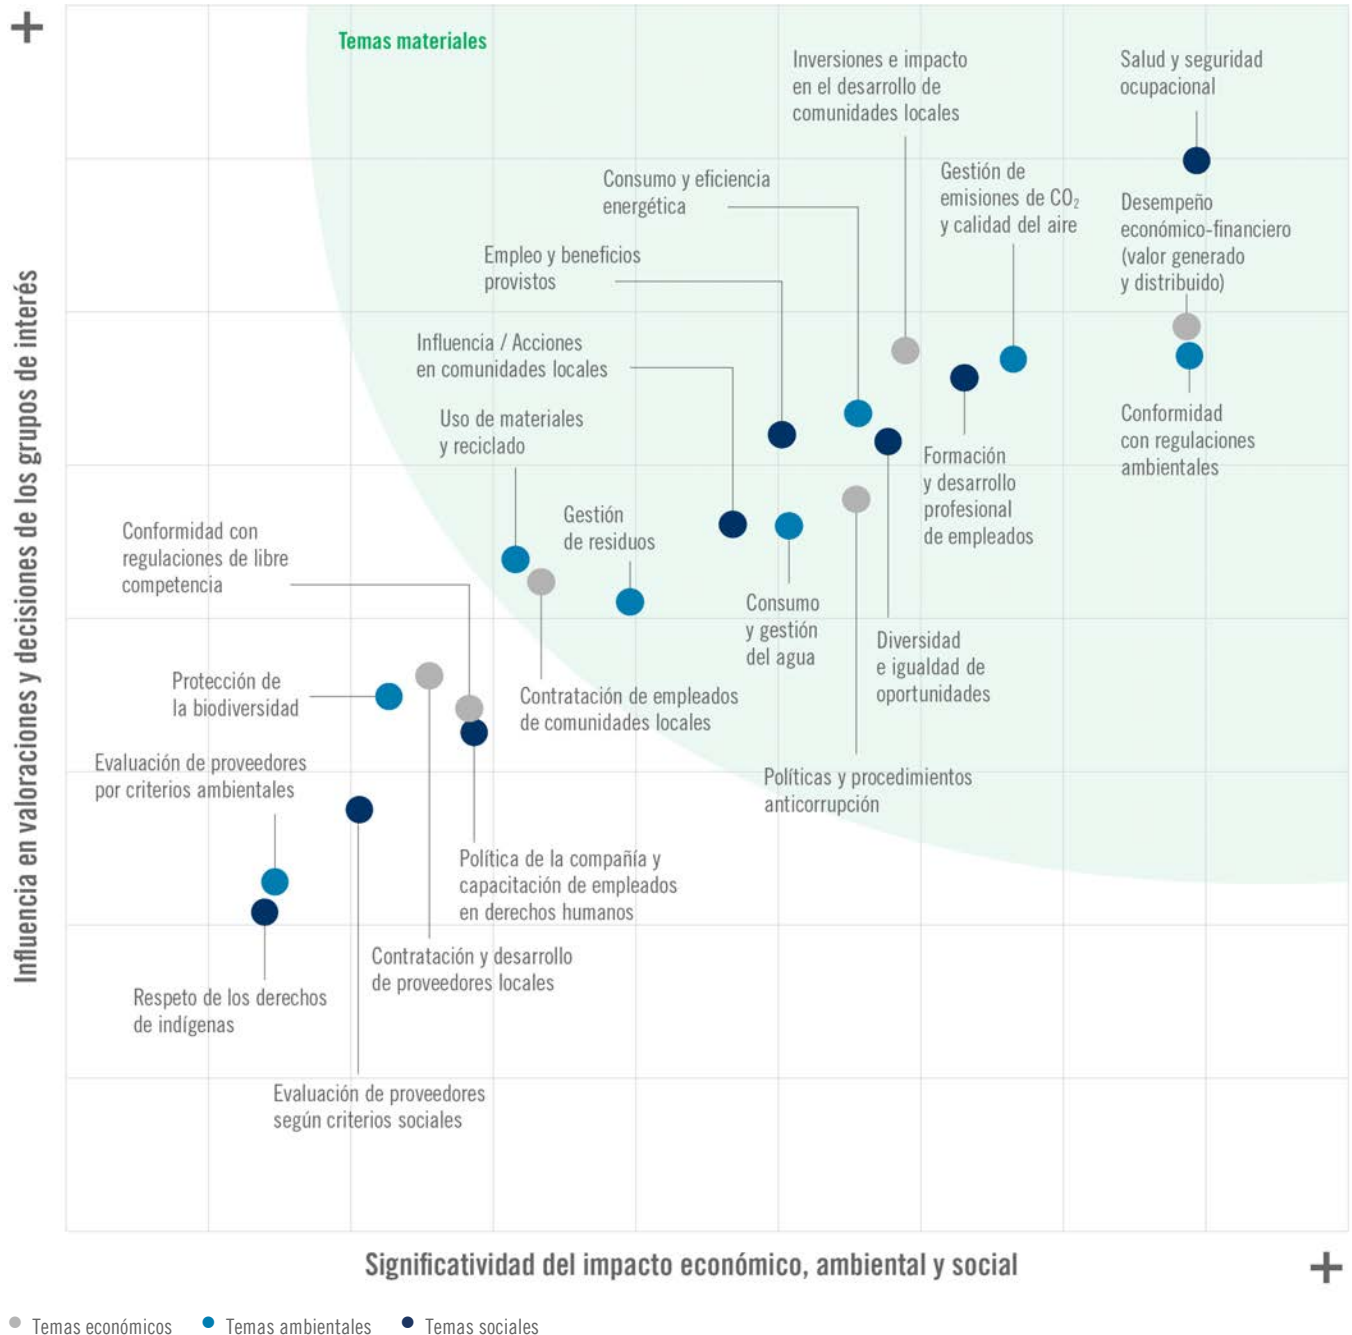 +
Temas materiales
Inversiones e impacto
en el desarrollo de
comunidades locales
Salud y seguridad
ocupacional
Consumo y eficiencia
energética
Gestión de
emisiones de CO₂
y calidad del aire
Desempeño
económico-financiero
(valor generado
y distribuido)
Empleo y beneficios
provistos
Influencia / Acciones
en comunidades locales
Uso de materiales
y reciclado
Conformidad
con regulaciones
ambientales
Formación
y desarrollo
profesional
de empleados
Gestión
de residuos
Conformidad con
regulaciones de libre
competencia
Consumo
y gestión
del agua
Diversidad
e igualdad de
oportunidades
Protección de
la biodiversidad
Contratación de empleados
de comunidades locales
Evaluación de proveedores
por criterios ambientales
Políticas y procedimientos
anticorrupción
Política de la compañía y
capacitación de empleados
en derechos humanos
Contratación y desarrollo
de proveedores locales
Respeto de los derechos
de indígenas
Evaluación de proveedores
según criterios sociales
Influencia en valoraciones y decisiones de los grupos de interés
Significatividad del impacto económico, ambiental y social
+
Temas económicos
Temas ambientales
Temas sociales